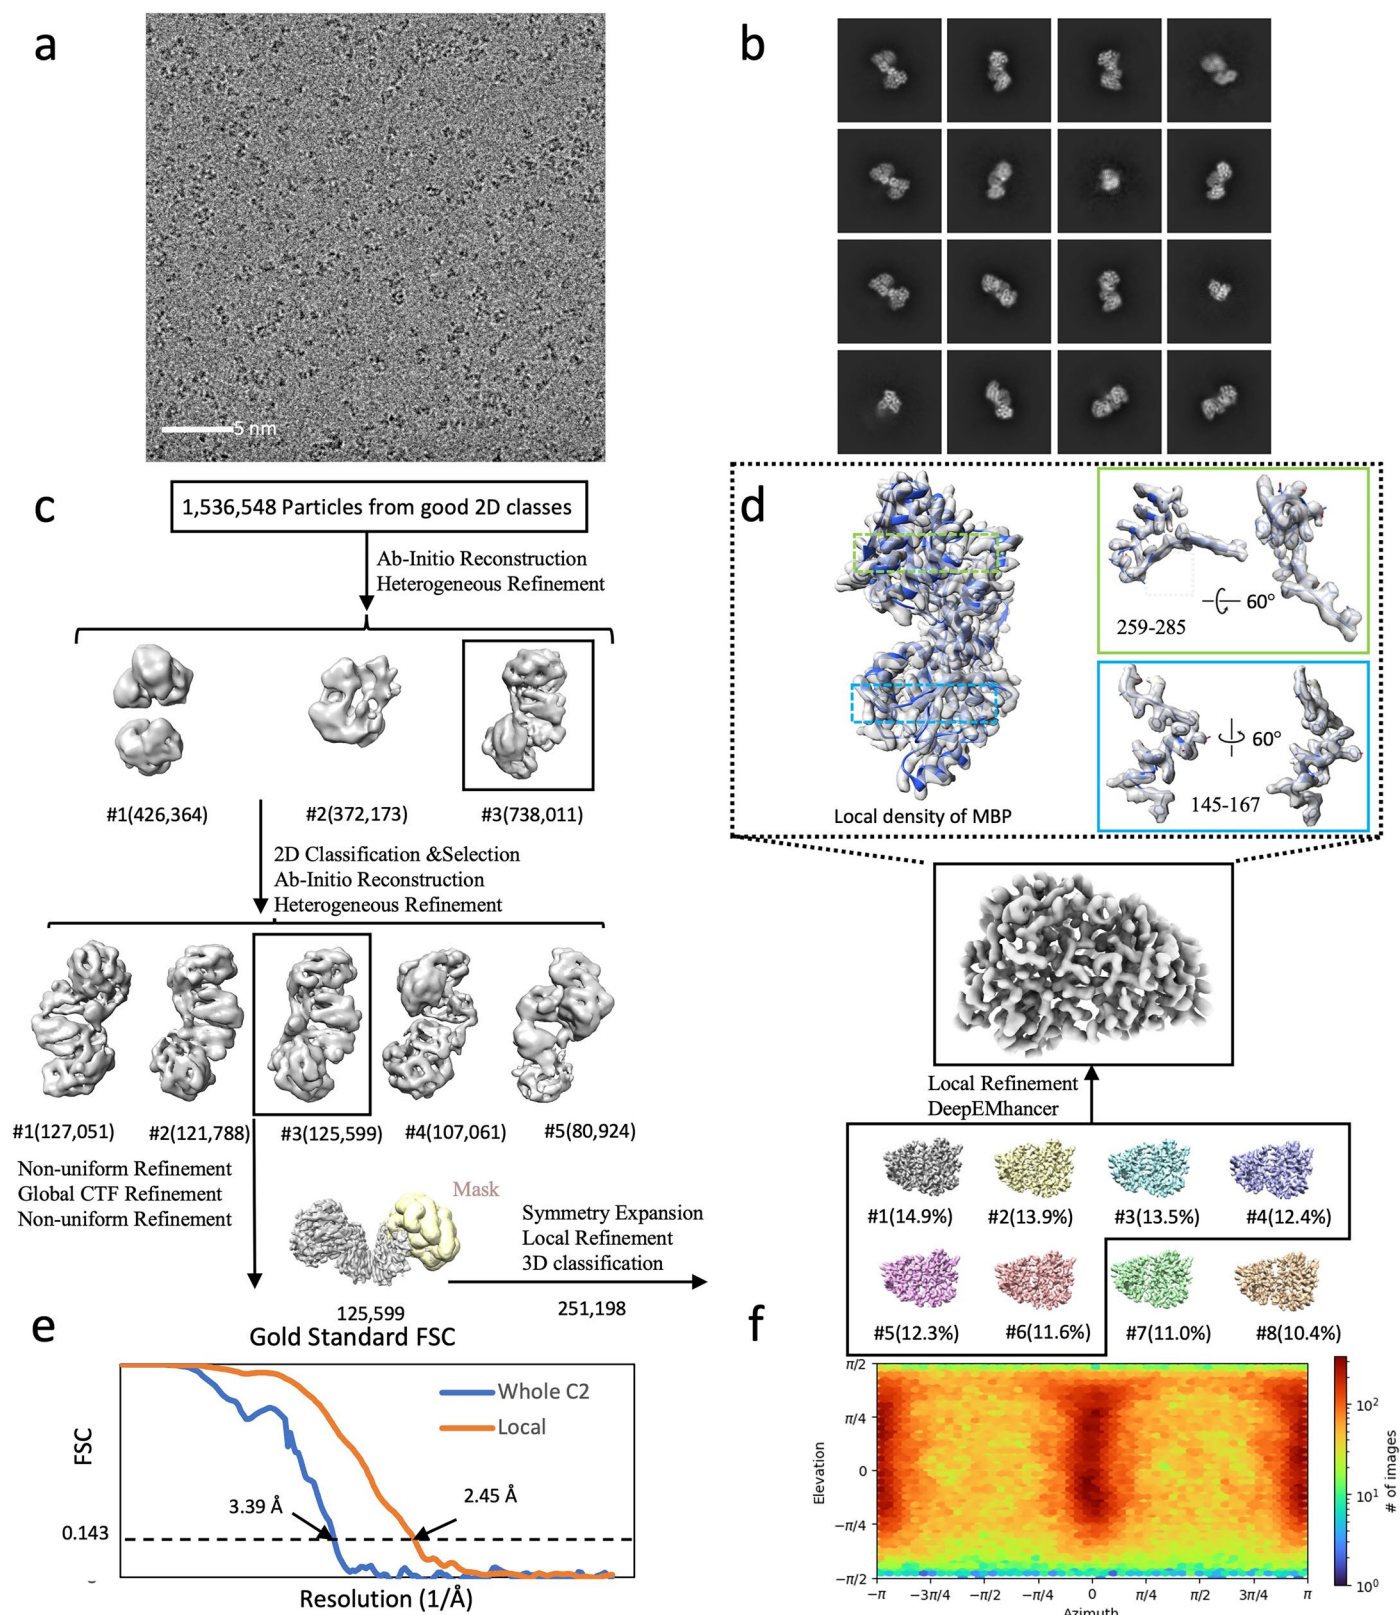 a
5 nm
b
c
1,536,548 Particles from good 2D classes
Ab-Initio Reconstruction
Heterogeneous Refinement
#1(426,364)
#2(372,173)
#3(738,011)
2D Classification &Selection
Ab-Initio Reconstruction
Heterogeneous Refinement
#1(127,051)
#2(121,788)
#3(125,599)
#4(107,061)
#5(80,924)
Non-uniform Refinement
Global CTF Refinement
Non-uniform Refinement
Mask
125,599
Symmetry Expansion
Local Refinement
3D classification
251,198
d
Local density of MBP
259-285
60°
145-167
60°
Local Refinement
DeepEMhancer
#1(14.9%)
#2(13.9%)
#3(13.5%)
#4(12.4%)
#5(12.3%)
#6(11.6%)
#7(11.0%)
#8(10.4%)
e
Gold Standard FSC
Whole C2
Local
FSC
3.39 Å
2.45 Å
0.143
Resolution (1/Å)
f
π/2
π/4
0
−π/4
−π/2
Elevation
−π
−3π/4
−π/2
−π/4
0
π/4
π/2
3π/4
π
Azimuth
10²
10¹
10⁰
# of images